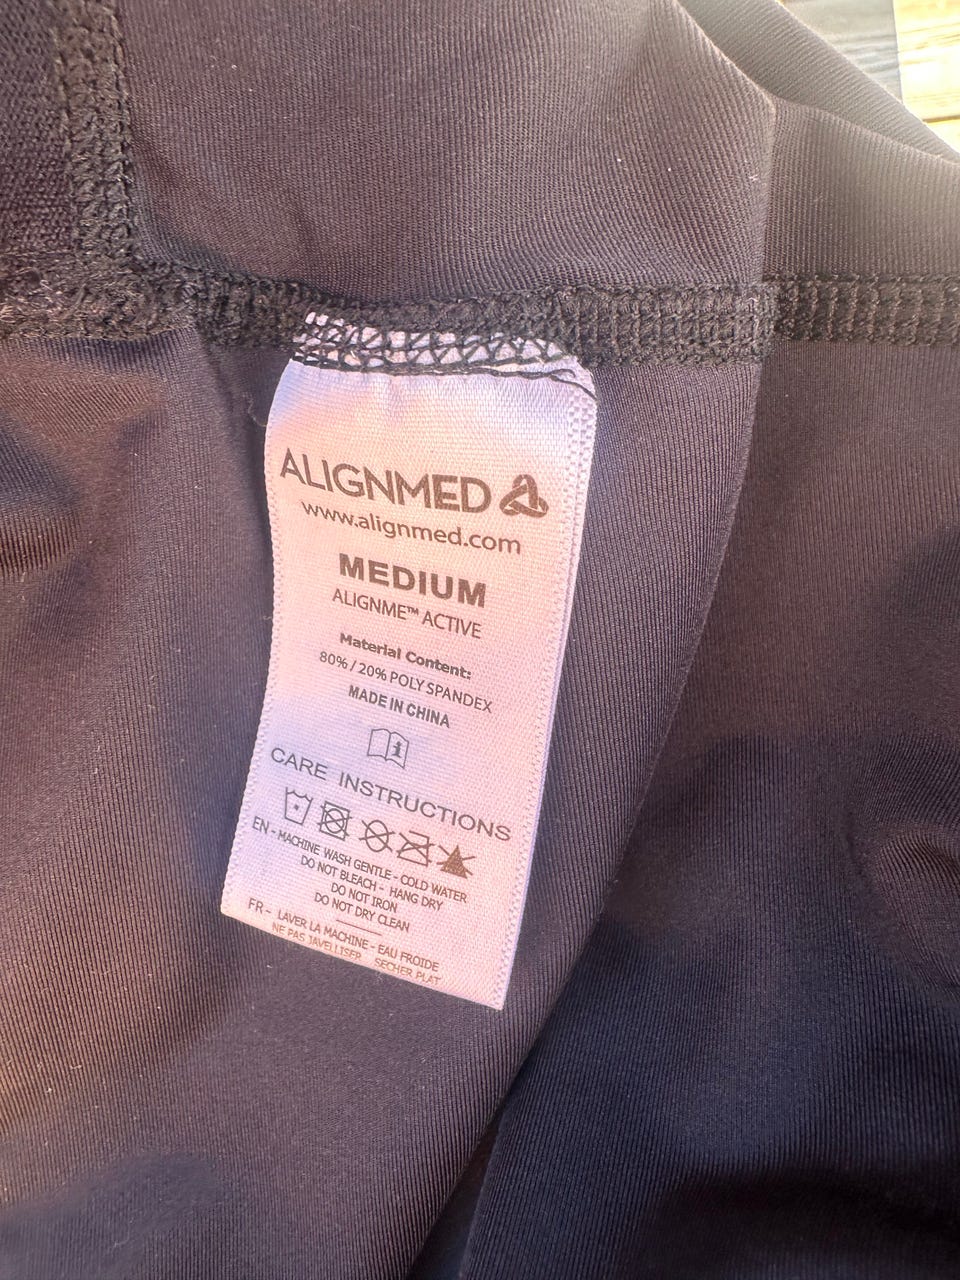 ALIGNMED
www.alignmed.com
MEDIUM
ALIGNME™ ACTIVE
Material Content:
80% / 20% POLY SPANDEX
MADE IN CHINA
CARE INSTRUCTIONS
EN - MACHINE WASH GENTLE - COLD WATER
DO NOT BLEACH - HANG DRY
DO NOT IRON
DO NOT DRY CLEAN
FR - LAVER LA MACHINE - EAU FROIDE
NE PAS JAVELLISER SECHER PLAT